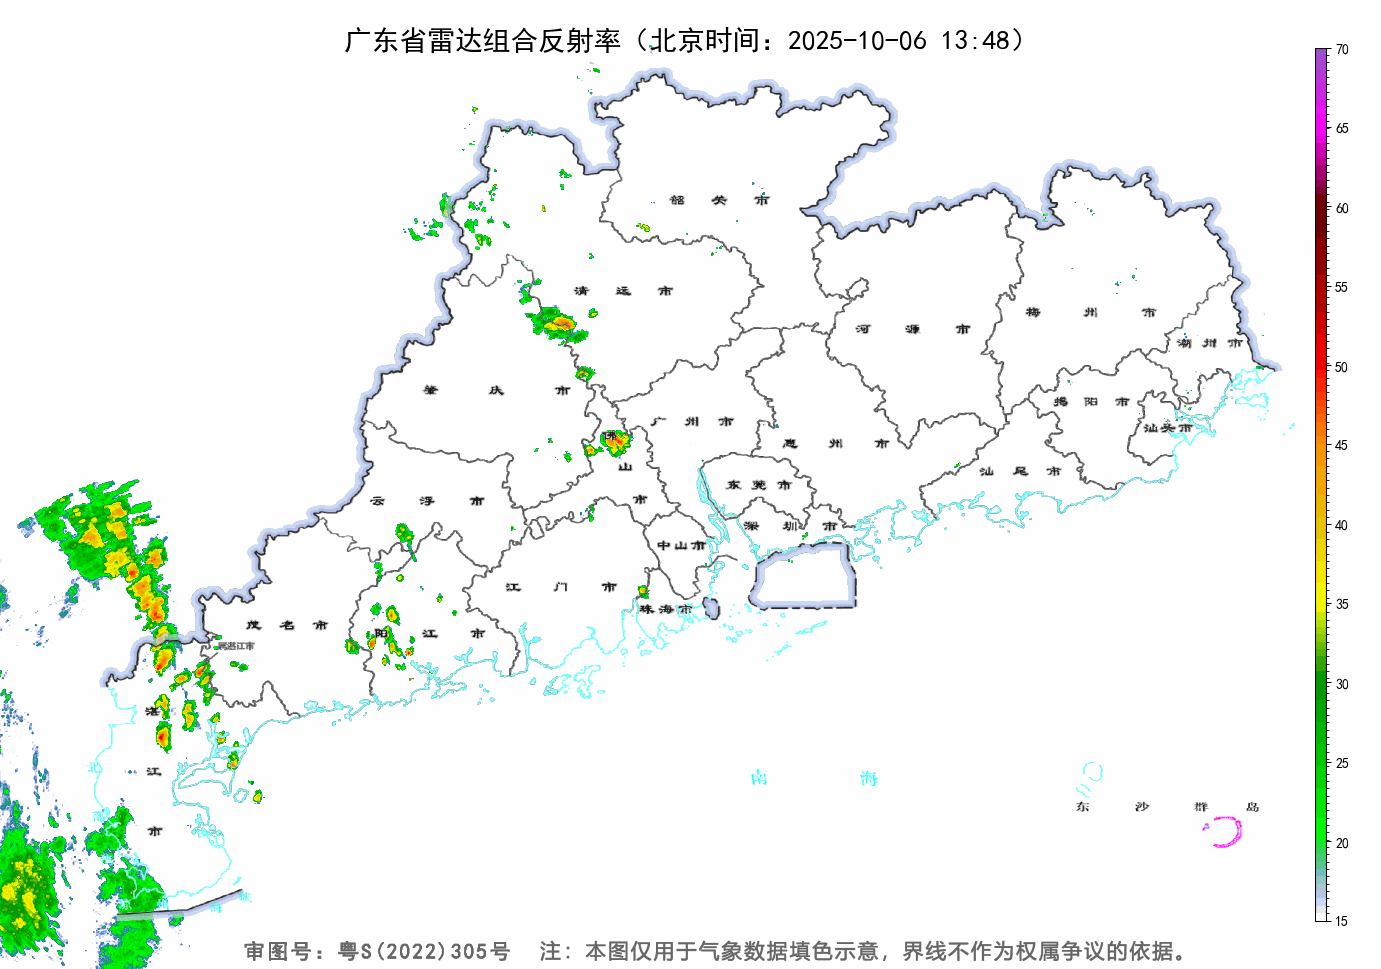 广东省雷达组合反射率（北京时间：2025-10-06 13:48）
70
65
60
55
50
45
40
35
30
25
20
15
韶关市
清远市
河源市
梅州市
潮州市
肇庆市
广州市
惠州市
揭阳市
汕头市
汕尾市
佛山市
东莞市
深圳市
云浮市
中山市
江门市
珠海市
茂名市
阳江市
湛江市
南海
东沙群岛
审图号：粤S(2022)305号 注：本图仅用于气象数据填色示意，界线不作为权属争议的依据。